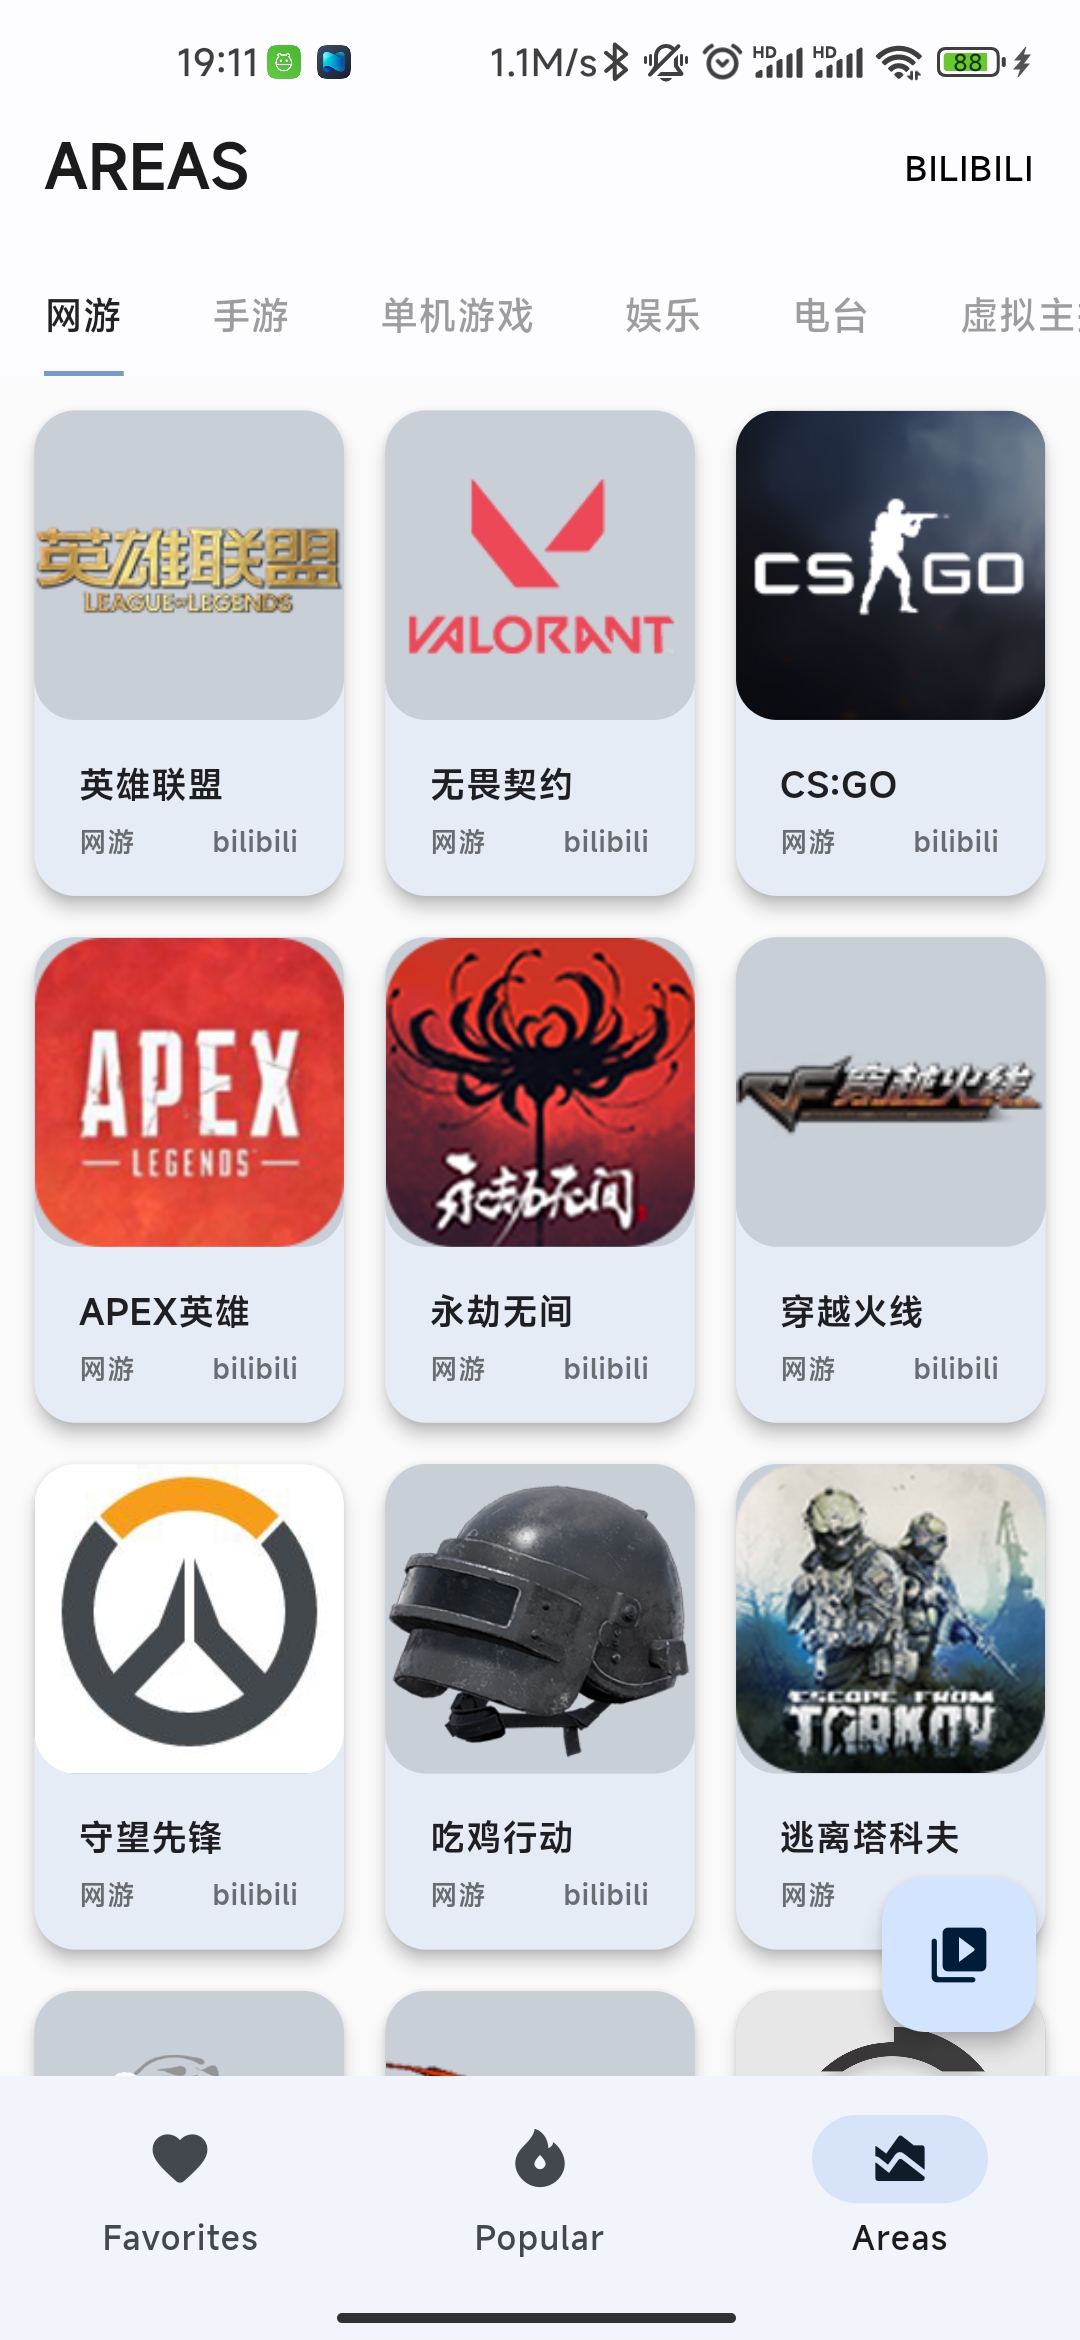 19:11
1.1M/s
HD
HD
88
AREAS
BILIBILI
网游
手游
单机游戏
娱乐
电台
虚拟主
英雄联盟
LEAGUE OF LEGENDS
VALORANT
CS GO
英雄联盟
网游 bilibili
无畏契约
网游 bilibili
CS:GO
网游 bilibili
APEX
LEGENDS
永劫无间
穿越火线
APEX英雄
网游 bilibili
永劫无间
网游 bilibili
穿越火线
网游 bilibili
ESCAPE FROM
TARKOV
守望先锋
网游 bilibili
吃鸡行动
网游 bilibili
逃离塔科夫
网游
Favorites
Popular
Areas